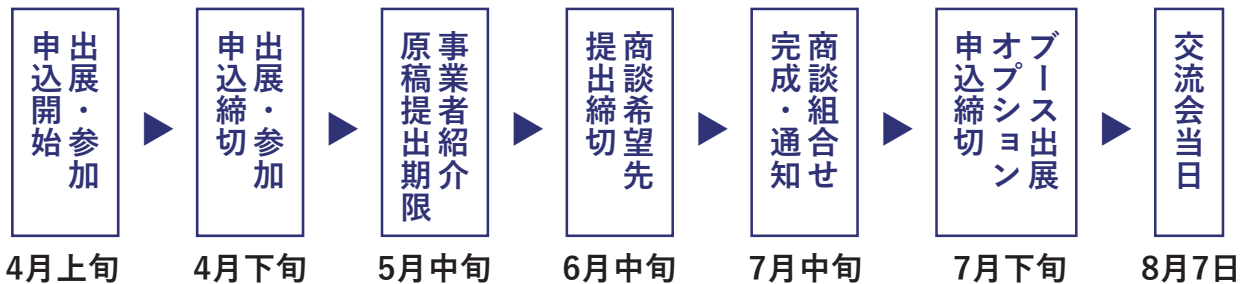 出展・参加
申込開始
4月上旬
出展・参加
申込締切
4月下旬
事業者紹介
原稿提出期限
5月中旬
商談希望先
提出締切
6月中旬
商談組合せ
完成・通知
7月中旬
ブース出展
オプション
申込締切
7月下旬
交流会当日
8月7日